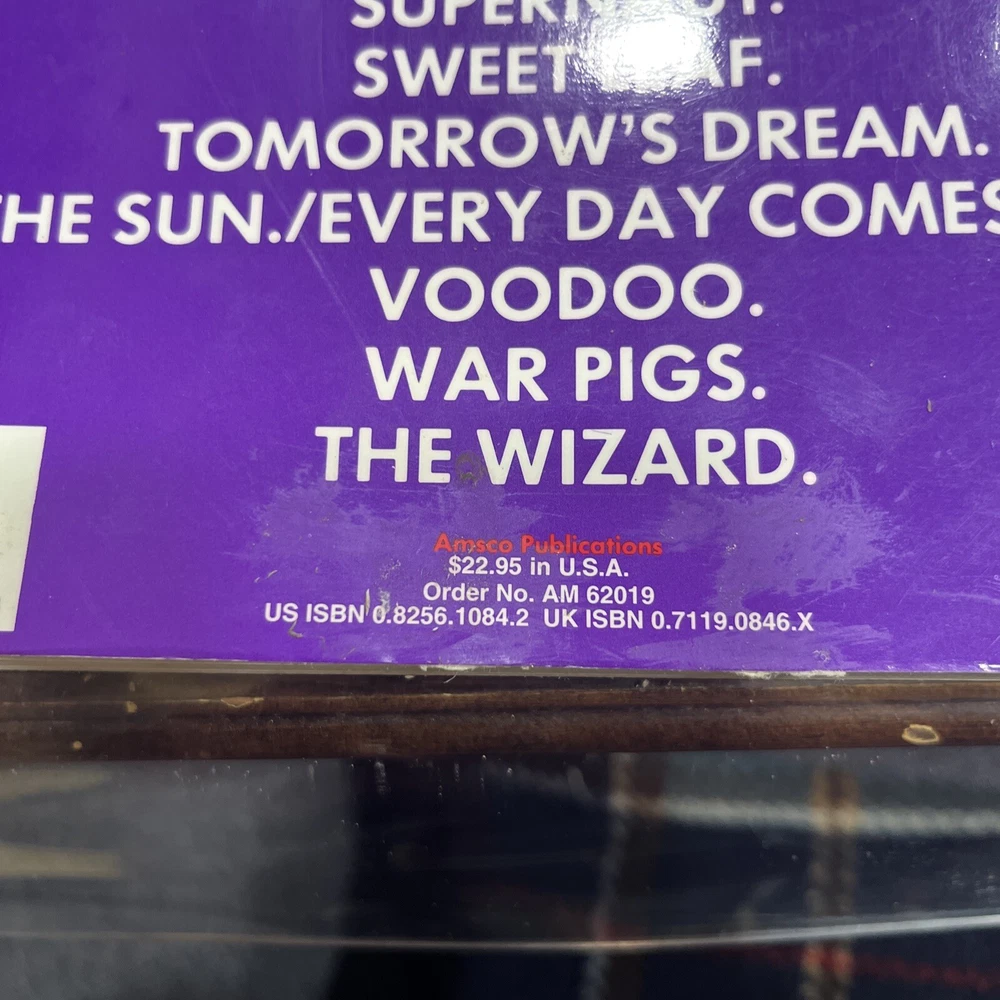 SWEET
TOMORROW'S DREAM.
THE SUN./EVERY DAY COMES
VOODOO.
WAR PIGS.
THE WIZARD.
Amsco Publications
$22.95 in U.S.A.
Order No. AM 62019
US ISBN 0.8256.1084.2 UK ISBN 0.7119.0846.X